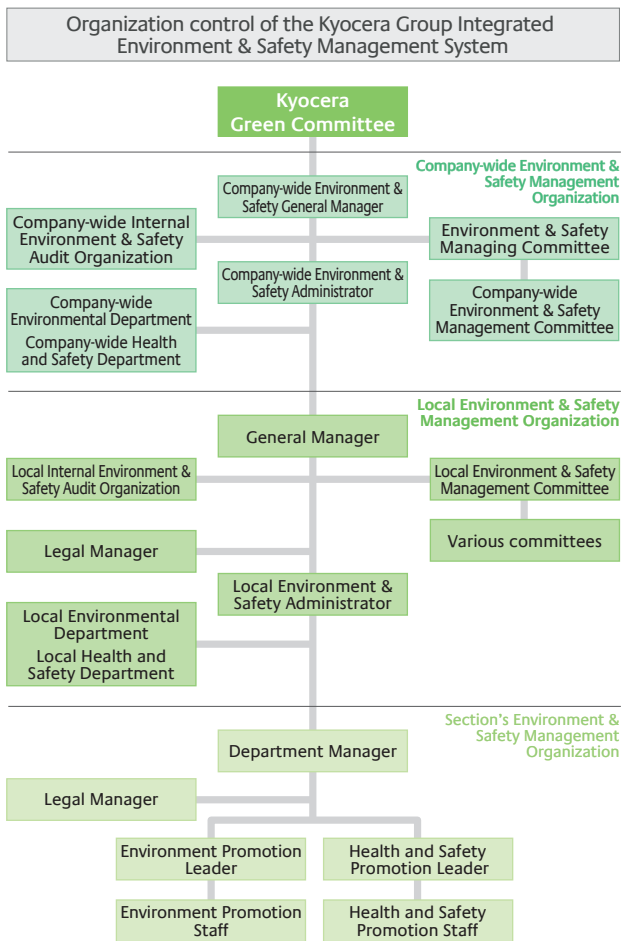 Organization control of the Kyocera Group Integrated
Environment & Safety Management System
Kyocera
Green Committee
Company-wide Environment &
Safety Management
Organization
Company-wide Environment &
Safety General Manager
Company-wide Internal
Environment & Safety
Audit Organization
Environment & Safety
Managing Committee
Company-wide Environment &
Safety Administrator
Company-wide
Environment & Safety
Management Committee
Company-wide
Environmental Department
Company-wide Health
and Safety Department
Local Environment & Safety
Management Organization
General Manager
Local Internal Environment &
Safety Audit Organization
Local Environment & Safety
Management Committee
Various committees
Legal Manager
Local Environment &
Safety Administrator
Local Environmental
Department
Local Health and
Safety Department
Section's Environment &
Safety Management
Organization
Department Manager
Legal Manager
Environment Promotion
Leader
Health and Safety
Promotion Leader
Environment Promotion
Staff
Health and Safety
Promotion Staff